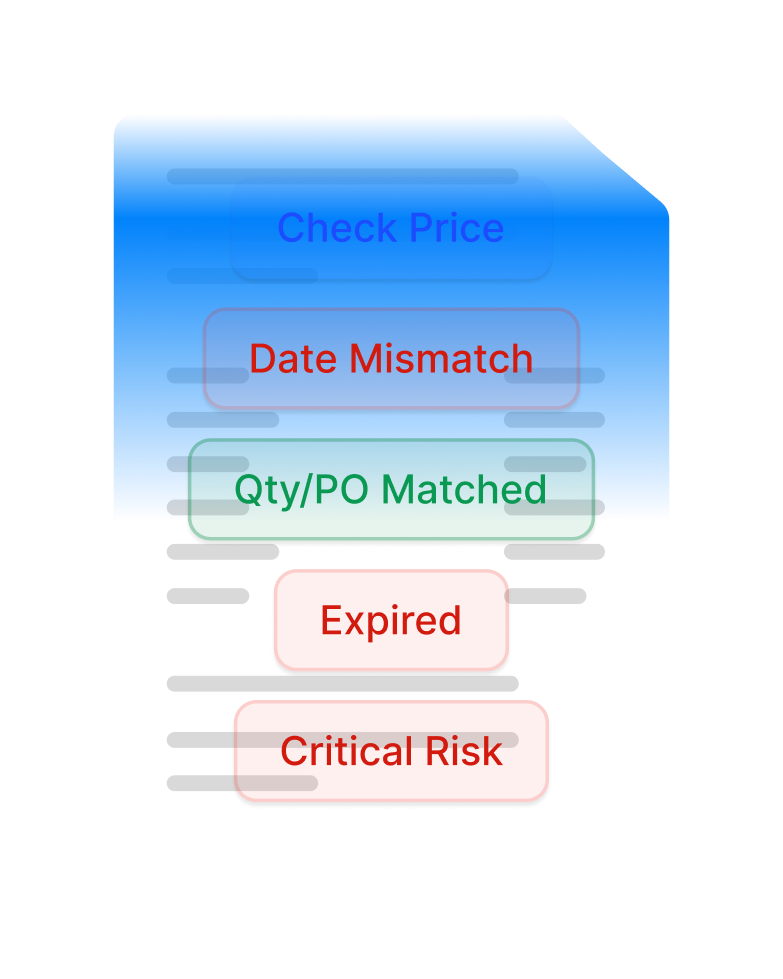 Check Price
Date Mismatch
Qty/PO Matched
Expired
Critical Risk